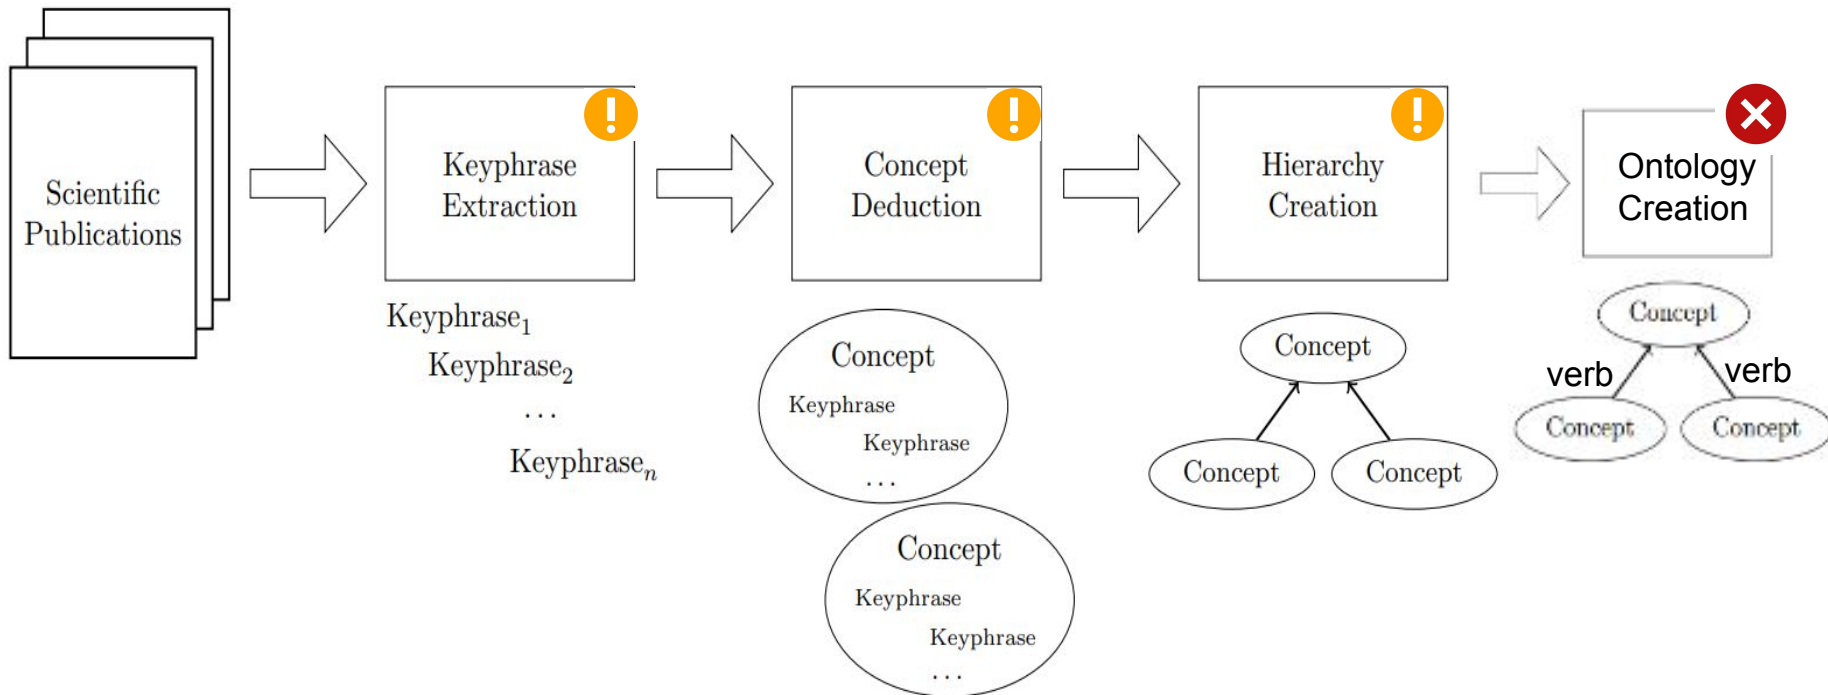 Scientific
Publications
Keyphrase
Extraction
Keyphrase₁
Keyphrase₂
...
Keyphraseₙ
Concept
Deduction
Concept
Keyphrase
Keyphrase
...
Concept
Keyphrase
Keyphrase
...
Hierarchy
Creation
Concept
Concept
Concept
Ontology
Creation
Concept
verb
verb
Concept
Concept